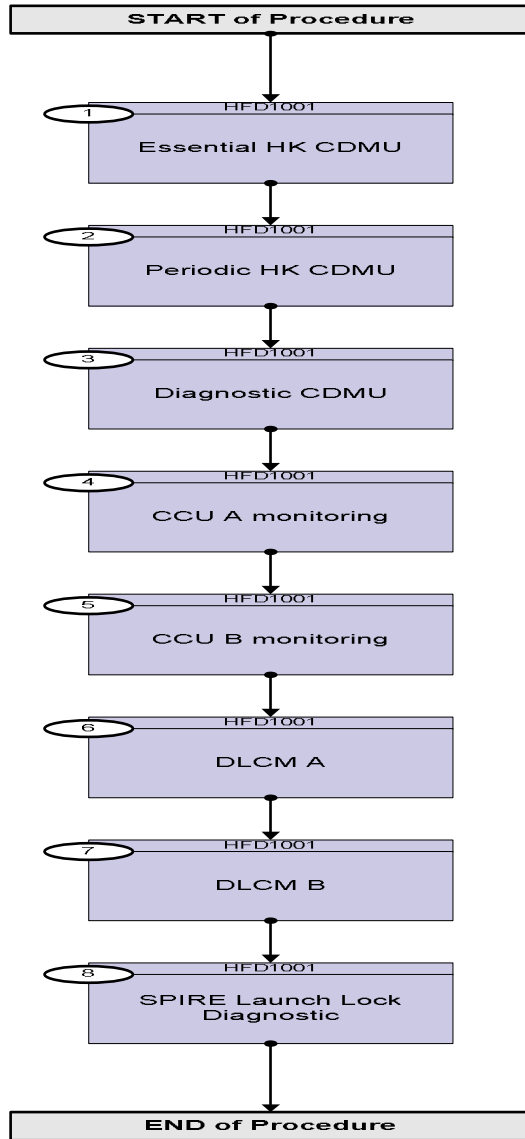 START of Procedure
HFD1001
1
Essential HK CDMU
HFD1001
2
Periodic HK CDMU
HFD1001
3
Diagnostic CDMU
HFD1001
4
CCU A monitoring
HFD1001
5
CCU B monitoring
HFD1001
6
DLCM A
HFD1001
7
DLCM B
HFD1001
8
SPIRE Launch Lock
Diagnostic
END of Procedure